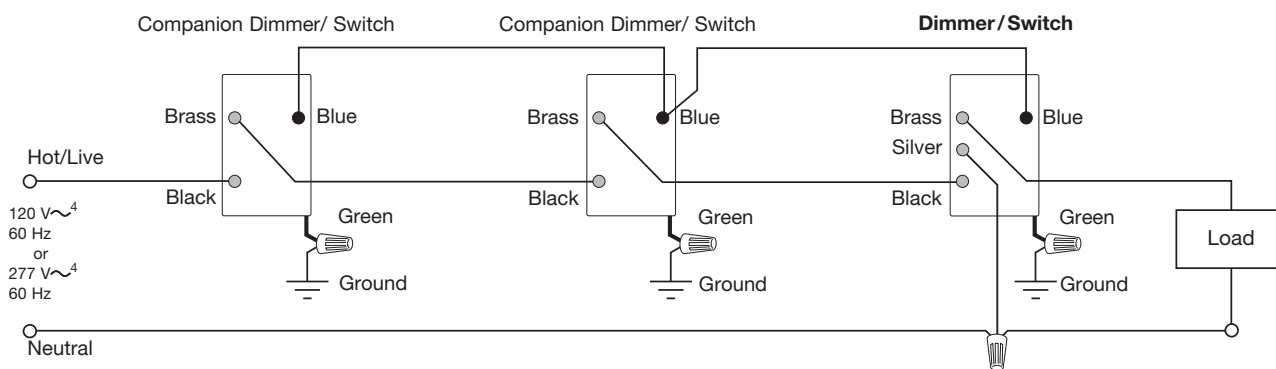 Companion Dimmer/ Switch
Companion Dimmer/ Switch
Dimmer/Switch
Brass
Blue
Brass
Blue
Brass
Blue
Silver
Hot/Live
Black
Black
Black
Green
Green
Green
120 V~4
60 Hz
or
277 V~4
60 Hz
Load
Ground
Ground
Ground
Neutral